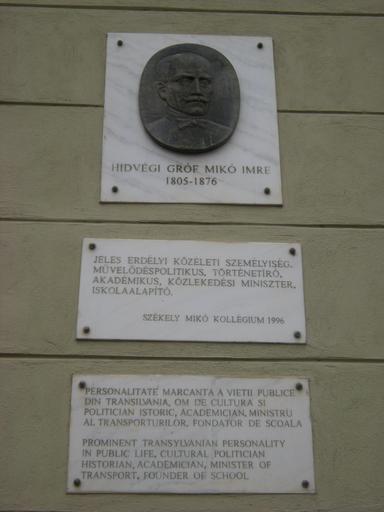 HIDVÉGI GRÓF MIKÓ IMRE
1805-1876
JELES ERDÉLYI KÖZÉLETI SZEMÉLYISÉG,
MŰVELŐDÉSPOLITIKUS, TÖRTÉNETÍRÓ,
AKADÉMIKUS, KÖZLEKEDÉSI MINISZTER,
ISKOLAALAPÍTÓ.
SZÉKELY MIKÓ KOLLÉGIUM 1996
PERSONALITATE MARCANTA A VIETII PUBLICE
DIN TRANSILVANIA, OM DE CULTURA SI
POLITICIAN ISTORIC, ACADEMICIAN, MINISTRU
AL TRANSPORTURILOR, FONDATOR DE SCOALA
PROMINENT TRANSYLVANIAN PERSONALITY
IN PUBLIC LIFE, CULTURAL POLITICIAN
HISTORIAN, ACADEMICIAN, MINISTER OF
TRANSPORT, FOUNDER OF SCHOOL